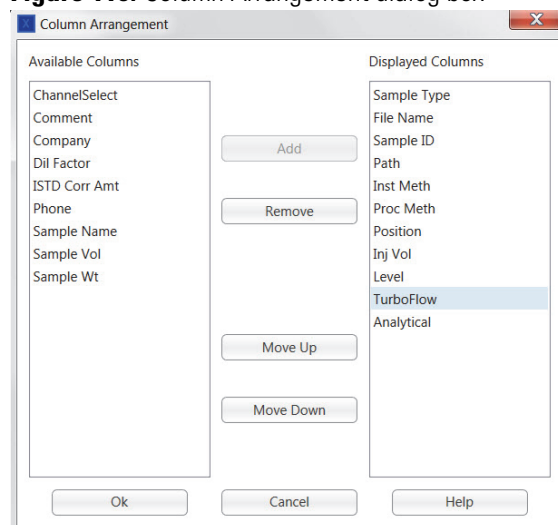 Column Arrangement
Available Columns
ChannelSelect
Comment
Company
Dil Factor
ISTD Corr Amt
Phone
Sample Name
Sample Vol
Sample Wt
Add
Remove
Move Up
Move Down
Displayed Columns
Sample Type
File Name
Sample ID
Path
Inst Meth
Proc Meth
Position
Inj Vol
Level
TurboFlow
Analytical
Ok
Cancel
Help